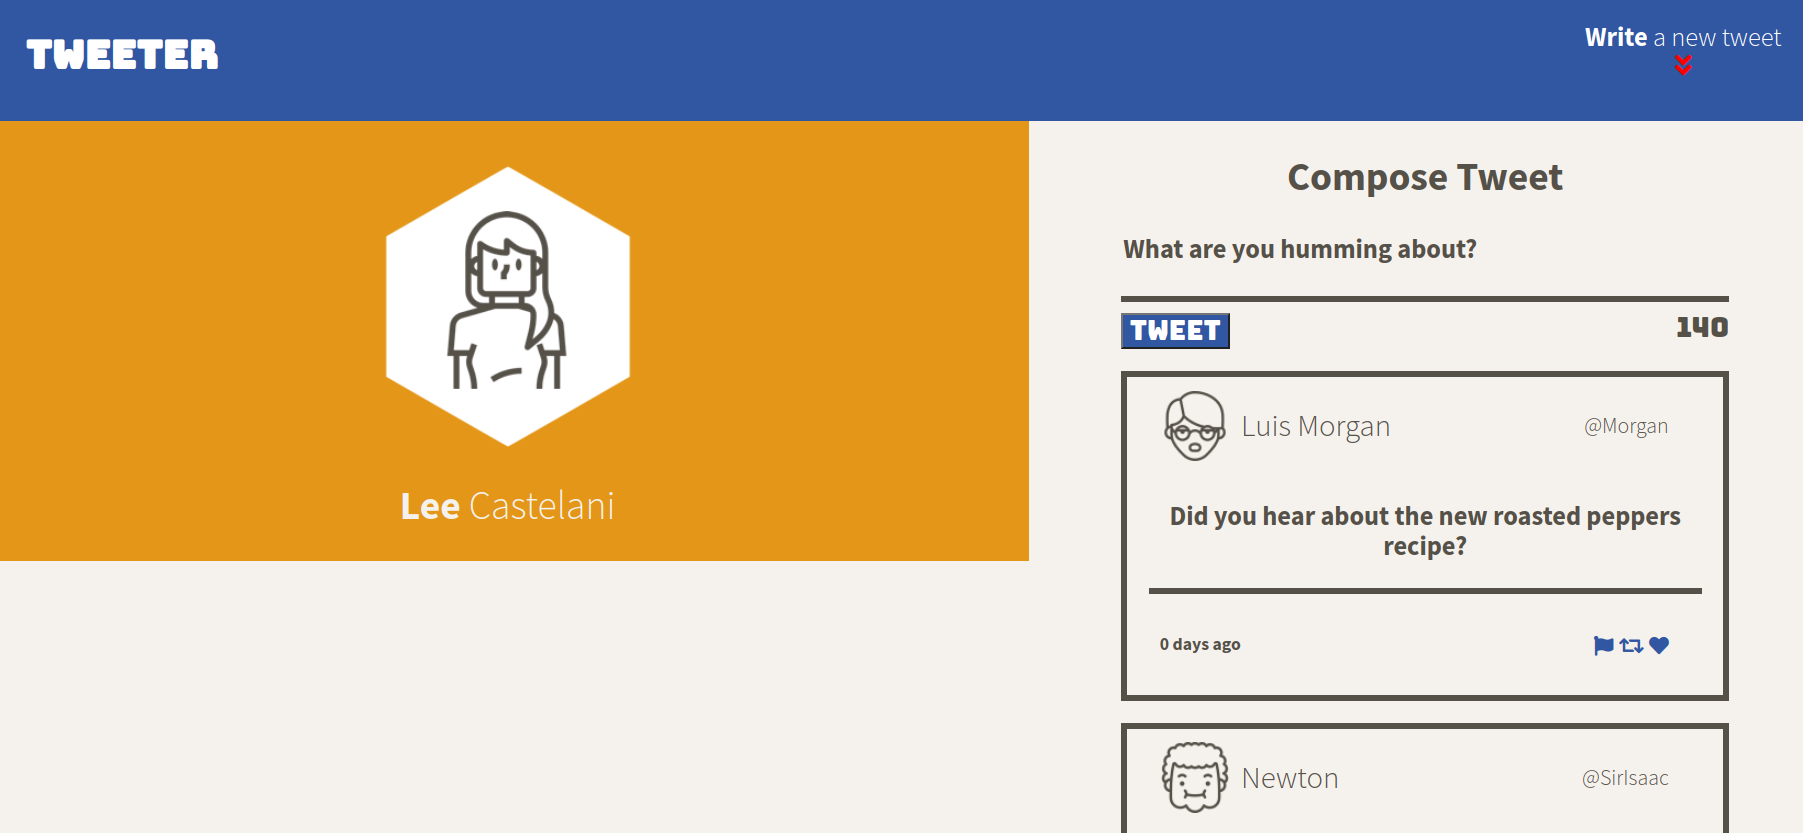 TWEETER
Write a new tweet
Lee Castelani
Compose Tweet
What are you humming about?
TWEET
140
Luis Morgan
@Morgan
Did you hear about the new roasted peppers
recipe?
0 days ago
Newton
@SirIsaac